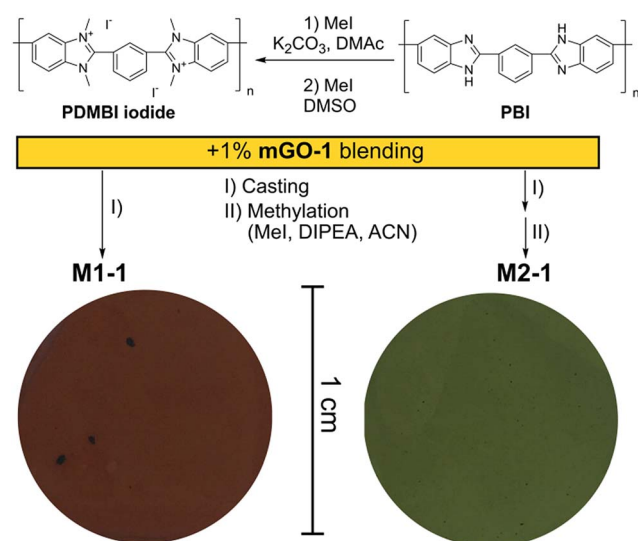 I⁻
N⁺
N
N
N⁺
I⁻
n
PDMBI iodide
1) MeI
K₂CO₃, DMAc
2) MeI
DMSO
H
N
N
N
H
N
n
PBI
+1% mGO-1 blending
I)
I) Casting
II) Methylation
(MeI, DIPEA, ACN)
I)
II)
M1-1
M2-1
1 cm